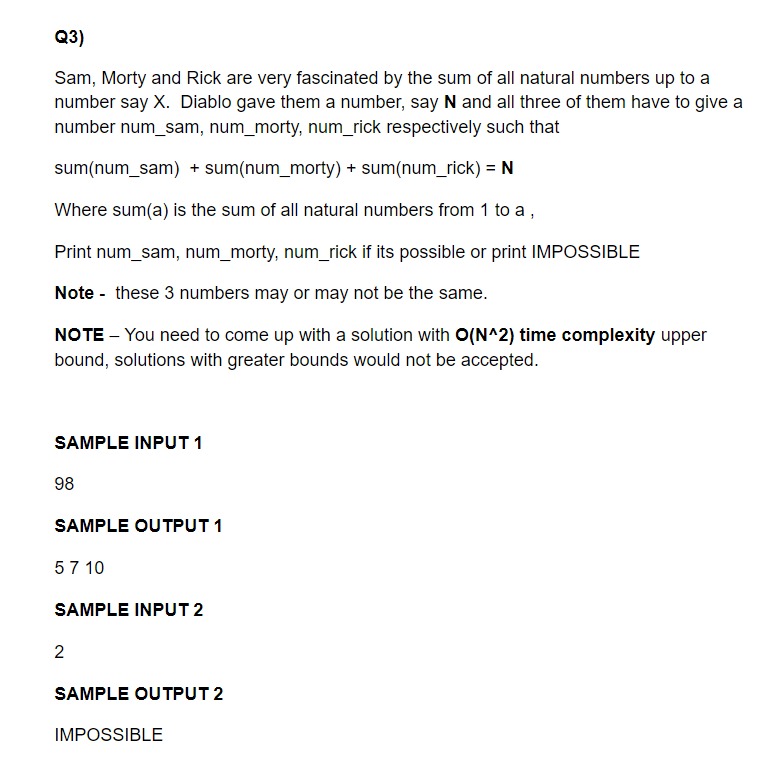 Q3)
Sam, Morty and Rick are very fascinated by the sum of all natural numbers up to a
number say X.  Diablo gave them a number, say N and all three of them have to give a
number num_sam, num_morty, num_rick respectively such that
sum(num_sam)  + sum(num_morty) + sum(num_rick) = N
Where sum(a) is the sum of all natural numbers from 1 to a ,
Print num_sam, num_morty, num_rick if its possible or print IMPOSSIBLE
Note -  these 3 numbers may or may not be the same.
NOTE – You need to come up with a solution with O(N^2) time complexity upper
bound, solutions with greater bounds would not be accepted.
SAMPLE INPUT 1
98
SAMPLE OUTPUT 1
5 7 10
SAMPLE INPUT 2
2
SAMPLE OUTPUT 2
IMPOSSIBLE